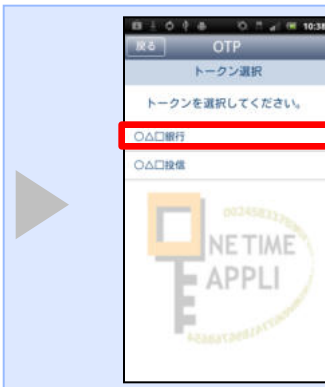 10:38
戻る OTP
トークン選択
トークンを選択してください。
○△□銀行
○△□投信
NE TIME
APPLI